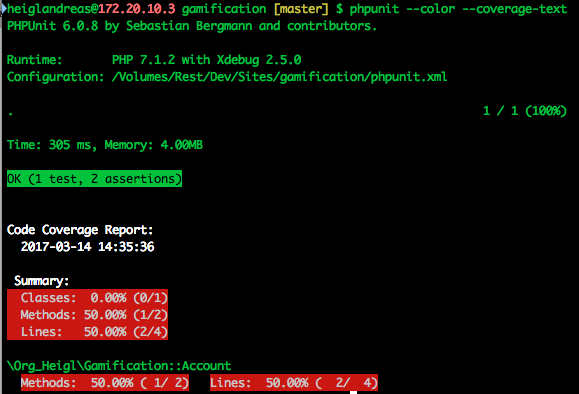 heiglandreas@172.20.10.3 gamification [master] $ phpunit --color --coverage-text
PHPUnit 6.0.8 by Sebastian Bergmann and contributors.
Runtime:       PHP 7.1.2 with Xdebug 2.5.0
Configuration: /Volumes/Rest/Dev/Sites/gamification/phpunit.xml
.                                                                   1 / 1 (100%)
Time: 305 ms, Memory: 4.00MB
OK (1 test, 2 assertions)
Code Coverage Report:
  2017-03-14 14:35:36
 Summary:
  Classes:  0.00% (0/1)
  Methods: 50.00% (1/2)
  Lines:   50.00% (2/4)
\Org_Heigl\Gamification::Account
  Methods:  50.00% ( 1/ 2)   Lines:  50.00% (  2/  4)